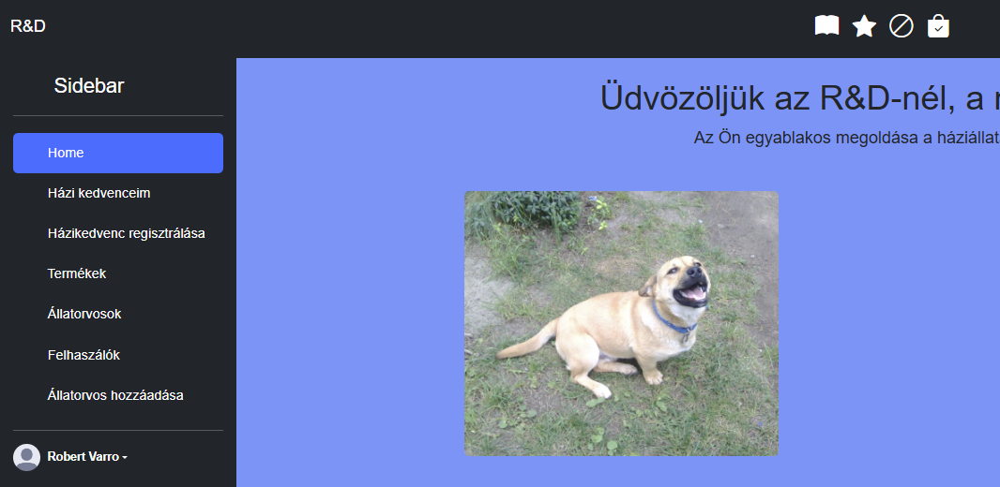 R&D
Sidebar
Home
Házi kedvenceim
Házikedvenc regisztrálása
Termékek
Állatorvosok
Felhaszálók
Állatorvos hozzáadása
Robert Varro
Üdvözöljük az R&D-nél, a
Az Ön egyablakos megoldása a háziállat